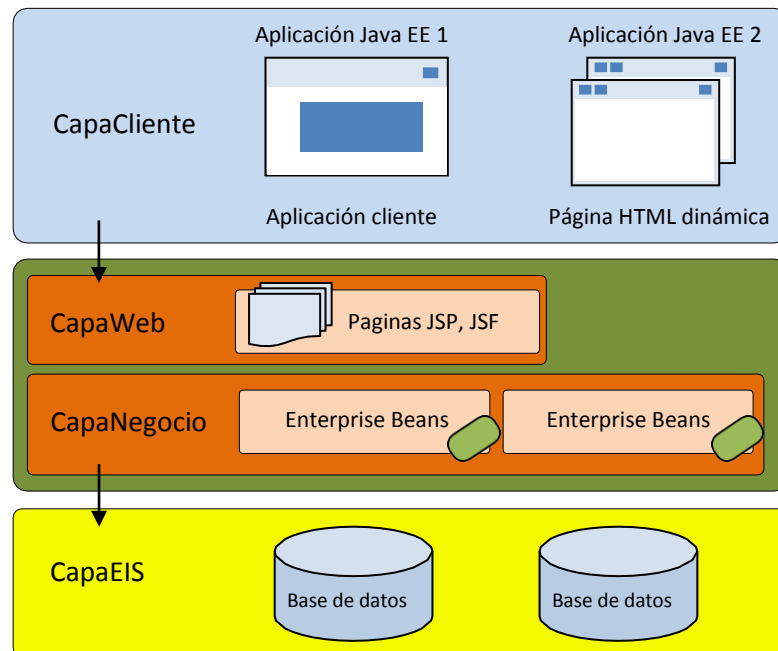 Aplicación Java EE 1
Aplicación Java EE 2
CapaCliente
Aplicación cliente
Página HTML dinámica
CapaWeb
Paginas JSP, JSF
CapaNegocio
Enterprise Beans
Enterprise Beans
CapaEIS
Base de datos
Base de datos